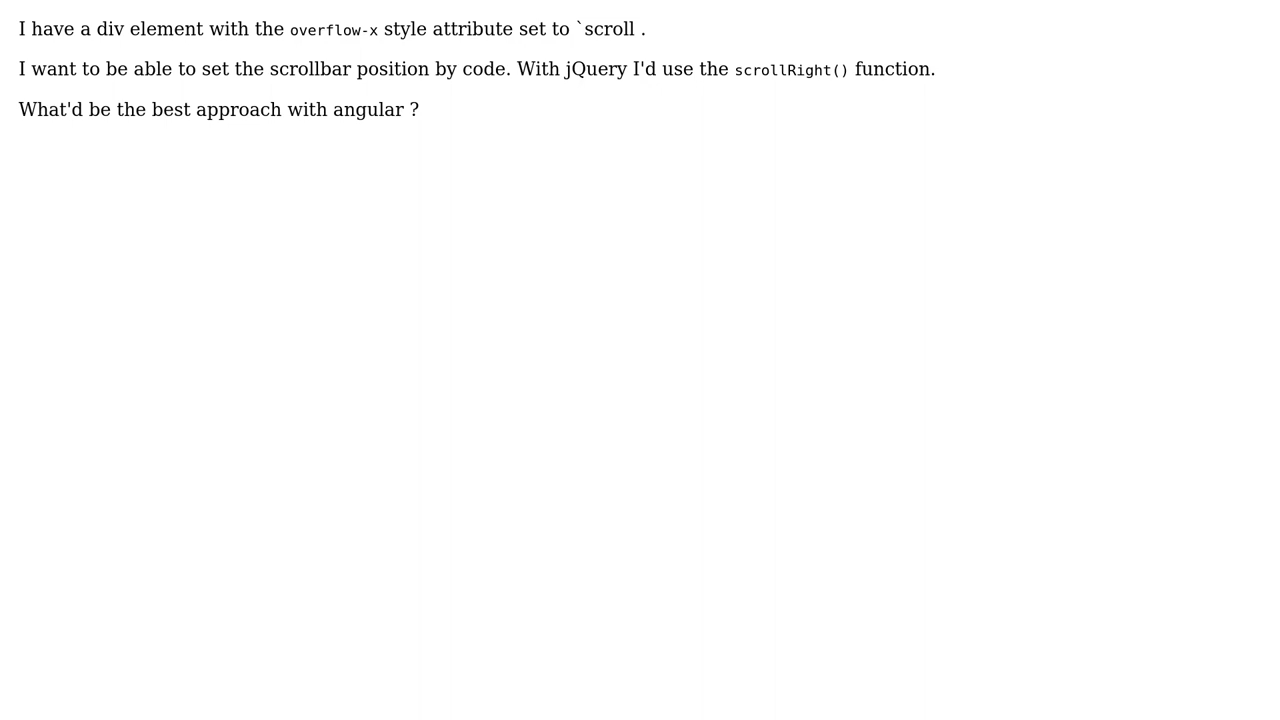 I have a div element with the overflow-x style attribute set to `scroll .
I want to be able to set the scrollbar position by code. With jQuery I'd use the scrollRight() function.
What'd be the best approach with angular ?